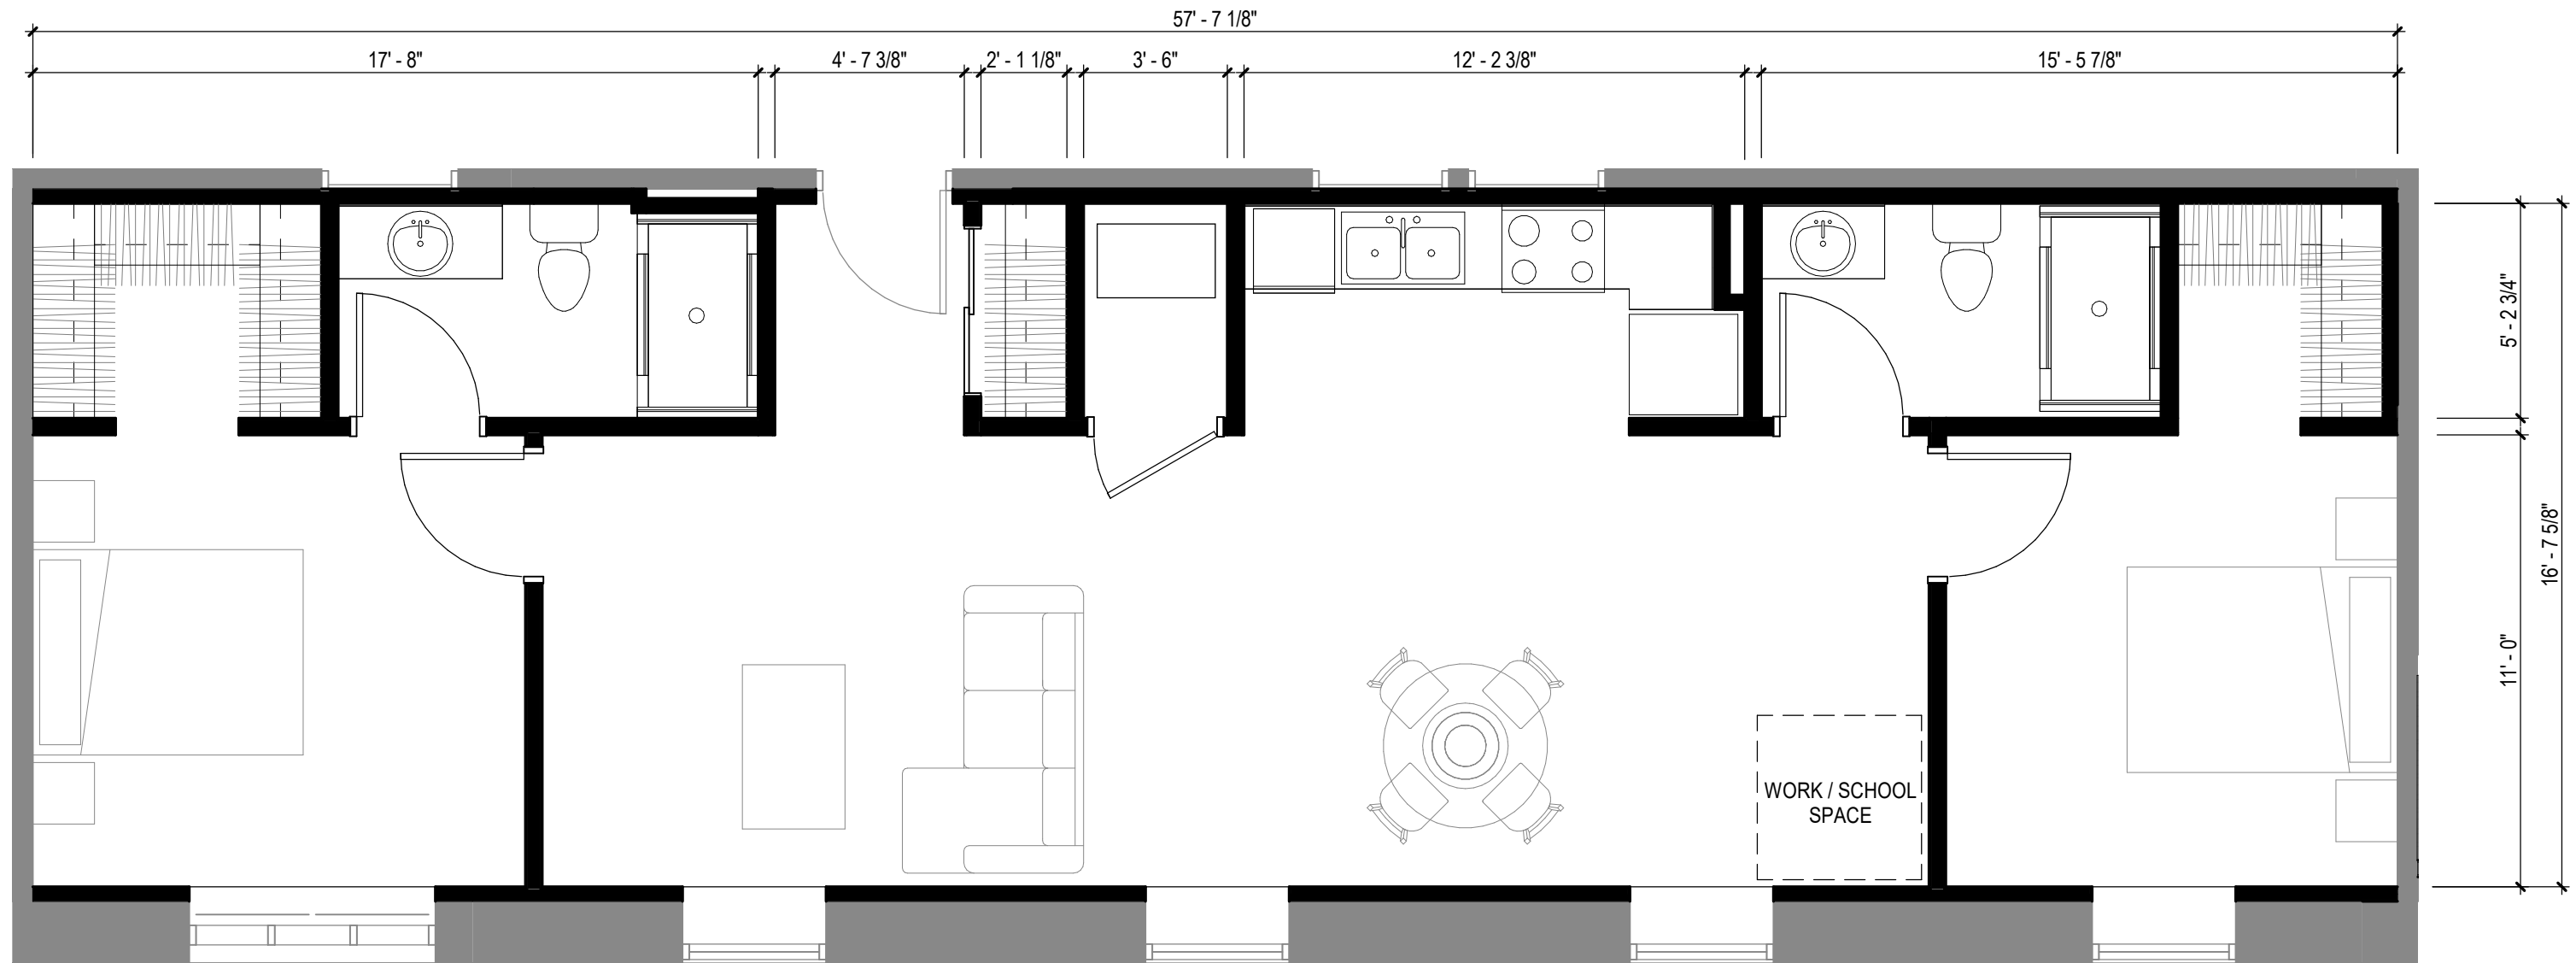 57' - 7 1/8"
17' - 8"
4' - 7 3/8"
2' - 1 1/8"
3' - 6"
12' - 2 3/8"
15' - 5 7/8"
5' - 2 3/4"
16' - 7 5/8"
11' - 0"
WORK / SCHOOL
SPACE